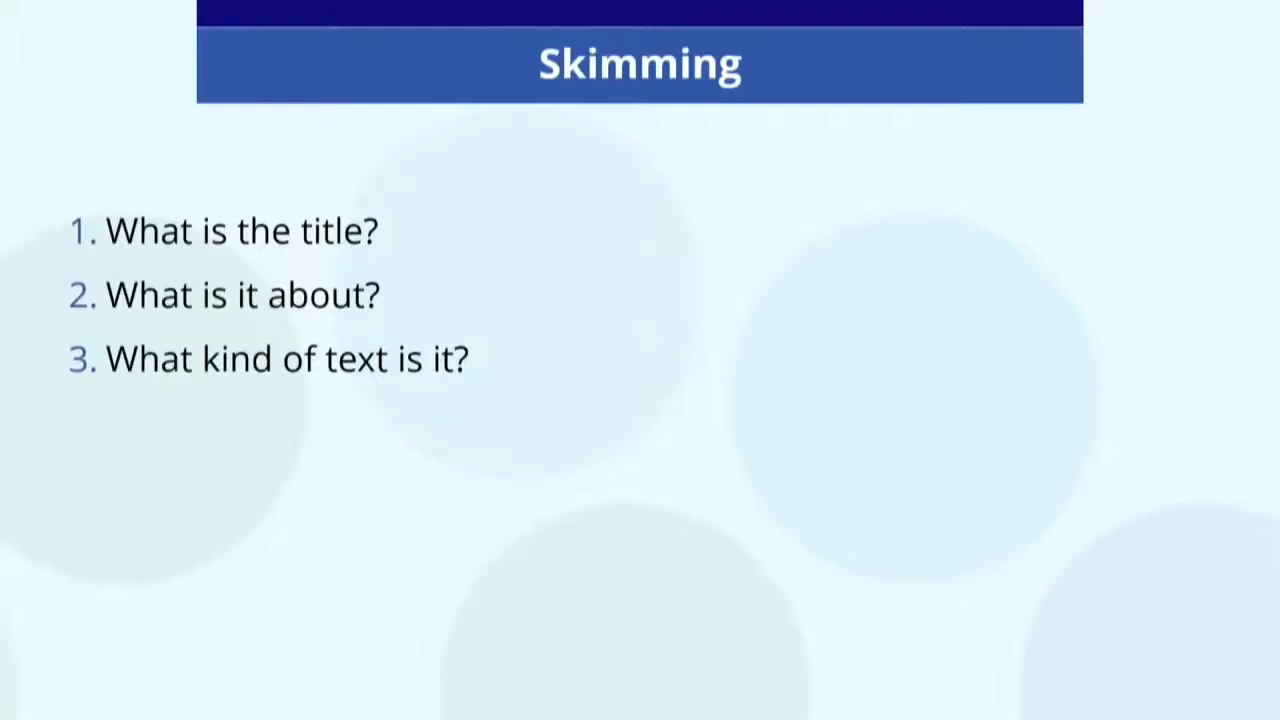 Skimming
1. What is the title?
2. What is it about?
3. What kind of text is it?